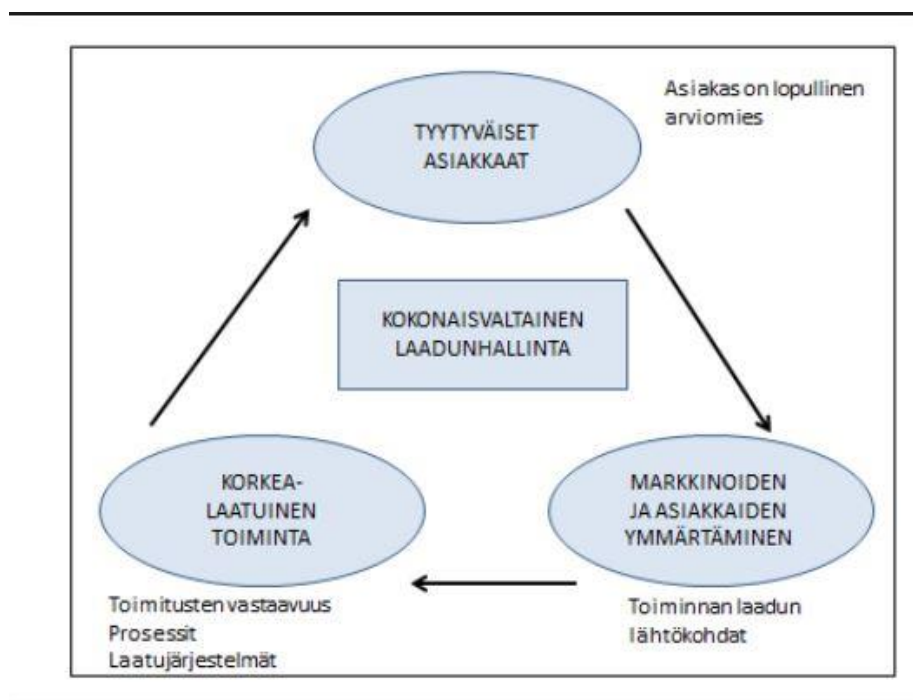 Asiakas on lopullinen
arviomies
TYYTYVÄISET
ASIAKKAAT
KOKONAISVALTAINEN
LAADUNHALLINTA
KORKEA-
LAATUINEN
TOIMINTA
MARKKINOIDEN
JA ASIAKKAIDEN
YMMÄRTÄMINEN
Toimitusten vastaavuus
Prosessit
Laatujärjestelmät
Toiminnan laadun
lähtökohdat